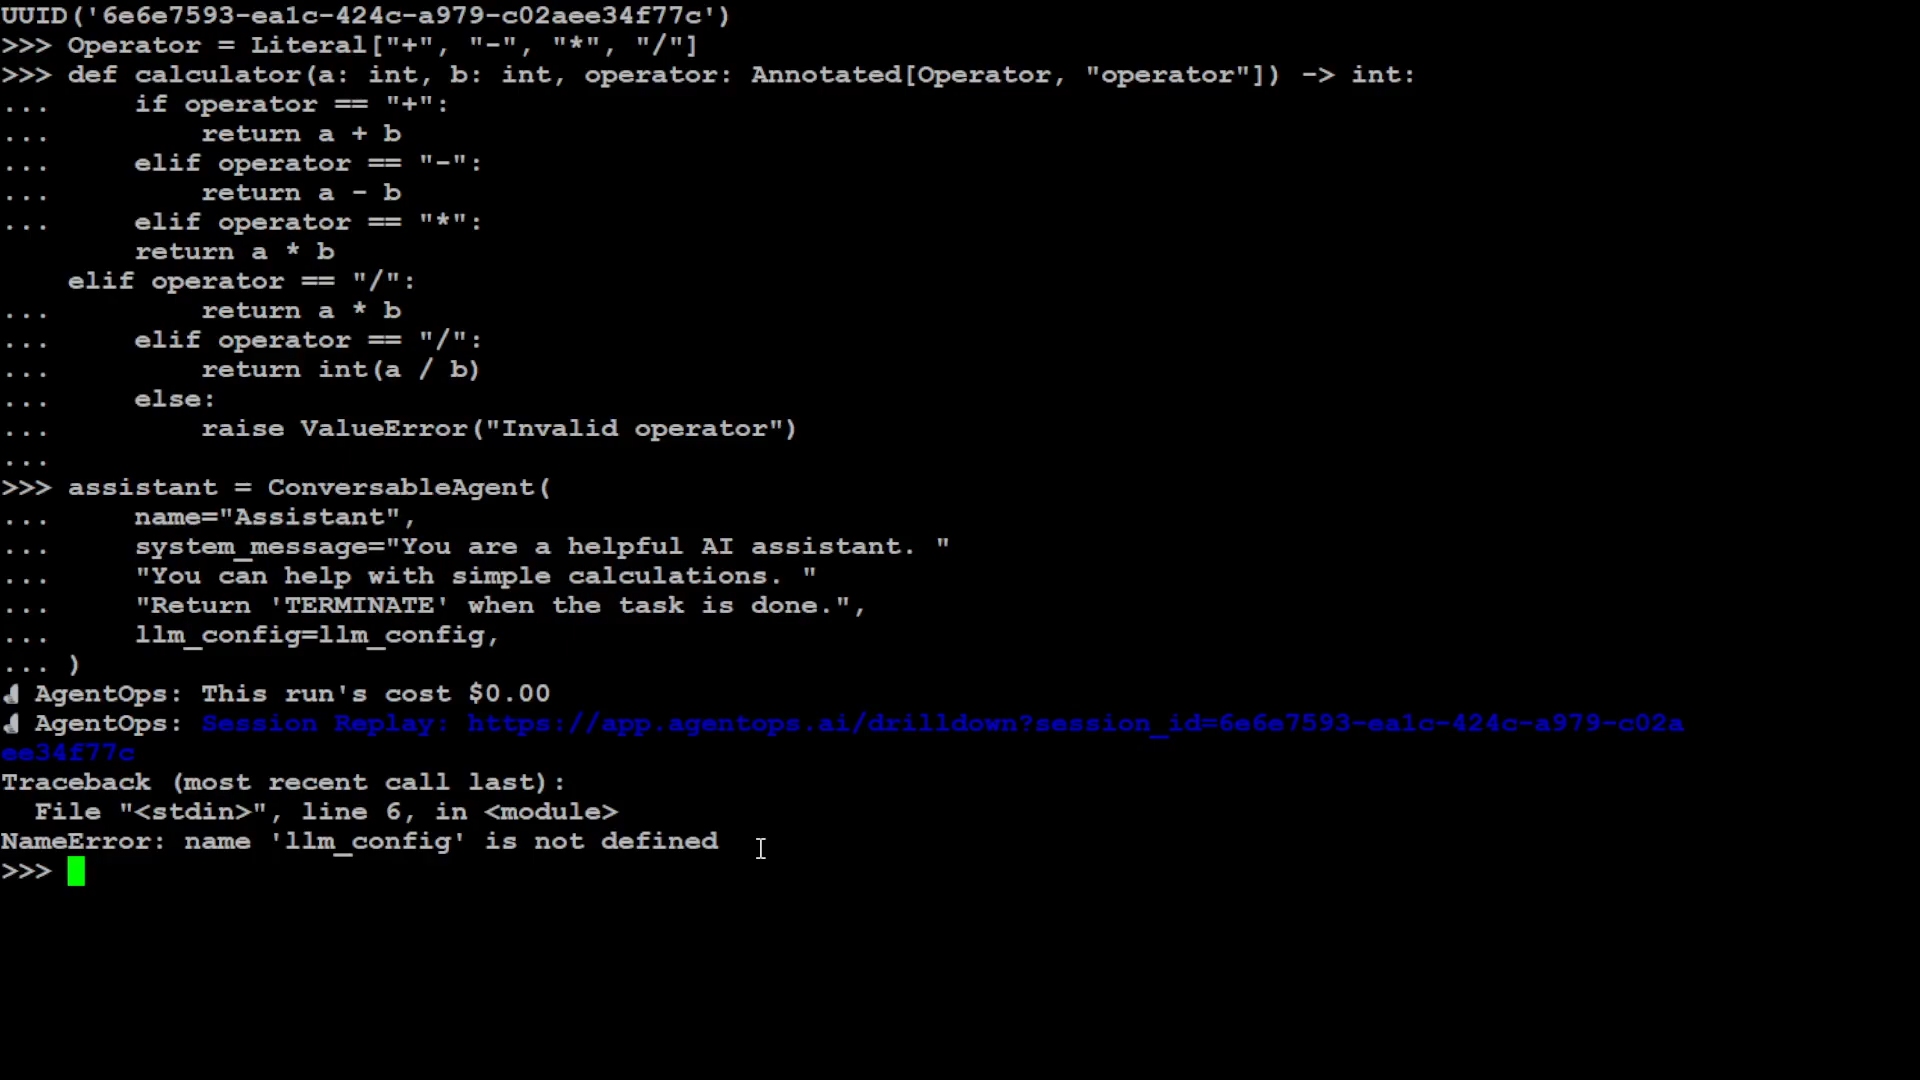 UUID('6e6e7593-ea1c-424c-a979-c02aee34f77c')
>>> Operator = Literal["+", "-", "*", "/"]
>>> def calculator(a: int, b: int, operator: Annotated[Operator, "operator"]) -> int:
...     if operator == "+":
...         return a + b
...     elif operator == "-":
...         return a - b
...     elif operator == "*":
        return a * b
    elif operator == "/":
...         return a * b
...     elif operator == "/":
...         return int(a / b)
...     else:
...         raise ValueError("Invalid operator")
...
>>> assistant = ConversableAgent(
...     name="Assistant",
...     system_message="You are a helpful AI assistant. "
...     "You can help with simple calculations. "
...     "Return 'TERMINATE' when the task is done.",
...     llm_config=llm_config,
... )
AgentOps: This run's cost $0.00
AgentOps: Session Replay: https://app.agentops.ai/drilldown?session_id=6e6e7593-ea1c-424c-a979-c02a
ee34f77c
Traceback (most recent call last):
  File "<stdin>", line 6, in <module>
NameError: name 'llm_config' is not defined
>>>